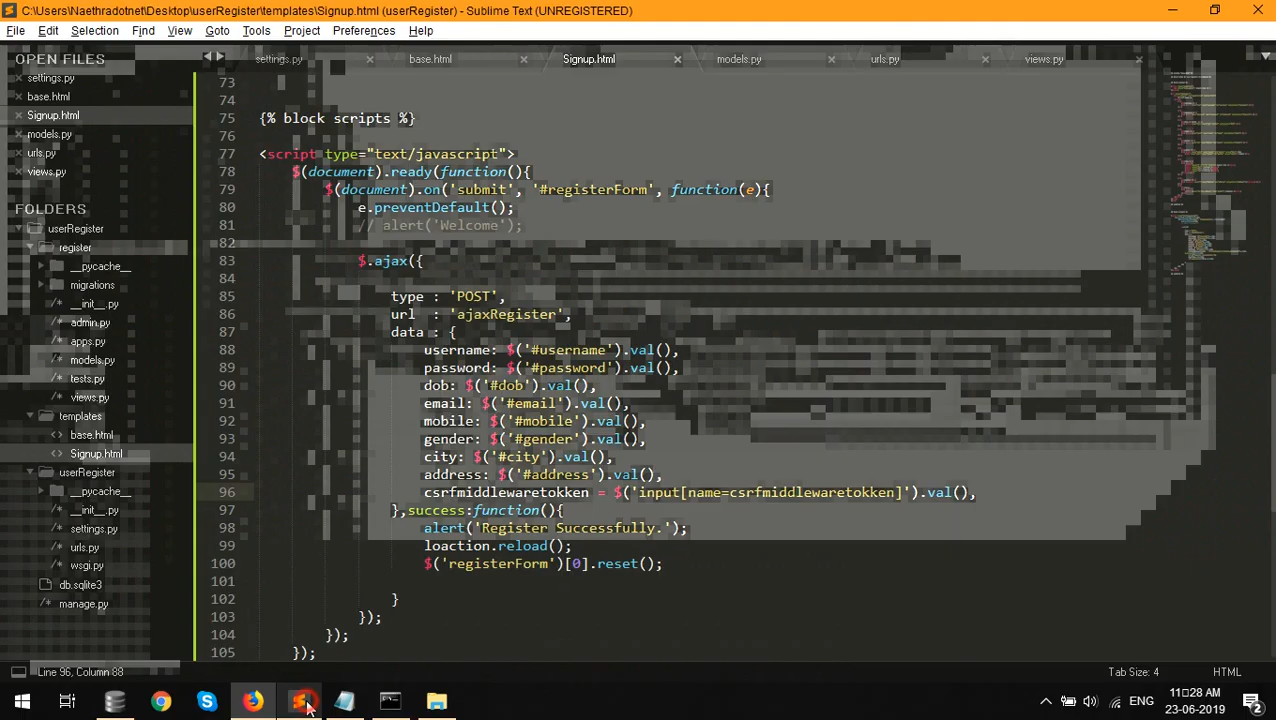 C:\Users\Naethradotnet\Desktop\userRegister\templates\Signup.html (userRegister) - Sublime Text (UNREGISTERED)
File Edit Selection Find View Goto Tools Project Preferences Help
OPEN FILES
settings.py
base.html
Signup.html
models.py
urls.py
views.py
FOLDERS
userRegister
register
__pycache__
migrations
__init__.py
admin.py
apps.py
models.py
tests.py
views.py
templates
base.html
Signup.html
userRegister
__pycache__
__init__.py
settings.py
urls.py
wsgi.py
db.sqlite3
manage.py
settings.py base.html Signup.html models.py urls.py views.py
73
74
75 {% block scripts %}
76
77 <script type="text/javascript">
78 $(document).ready(function(){
79 $(document).on('submit', '#registerForm', function(e){
80 e.preventDefault();
81 // alert('Welcome');
82
83 $.ajax({
84
85 type : 'POST',
86 url : 'ajaxRegister',
87 data : {
88 username: $('#username').val(),
89 password: $('#password').val(),
90 dob: $('#dob').val(),
91 email: $('#email').val(),
92 mobile: $('#mobile').val(),
93 gender: $('#gender').val(),
94 city: $('#city').val(),
95 address: $('#address').val(),
96 csrfmiddlewaretokken = $('input[name=csrfmiddlewaretokken]').val(),
97 },success:function(){
98 alert('Register Successfully.');
99 loaction.reload();
100 $('registerForm')[0].reset();
101
102 }
103 });
104 });
105 });
Line 96, Column 88 Tab Size: 4 HTML
ENG 11:28 AM
23-06-2019
2